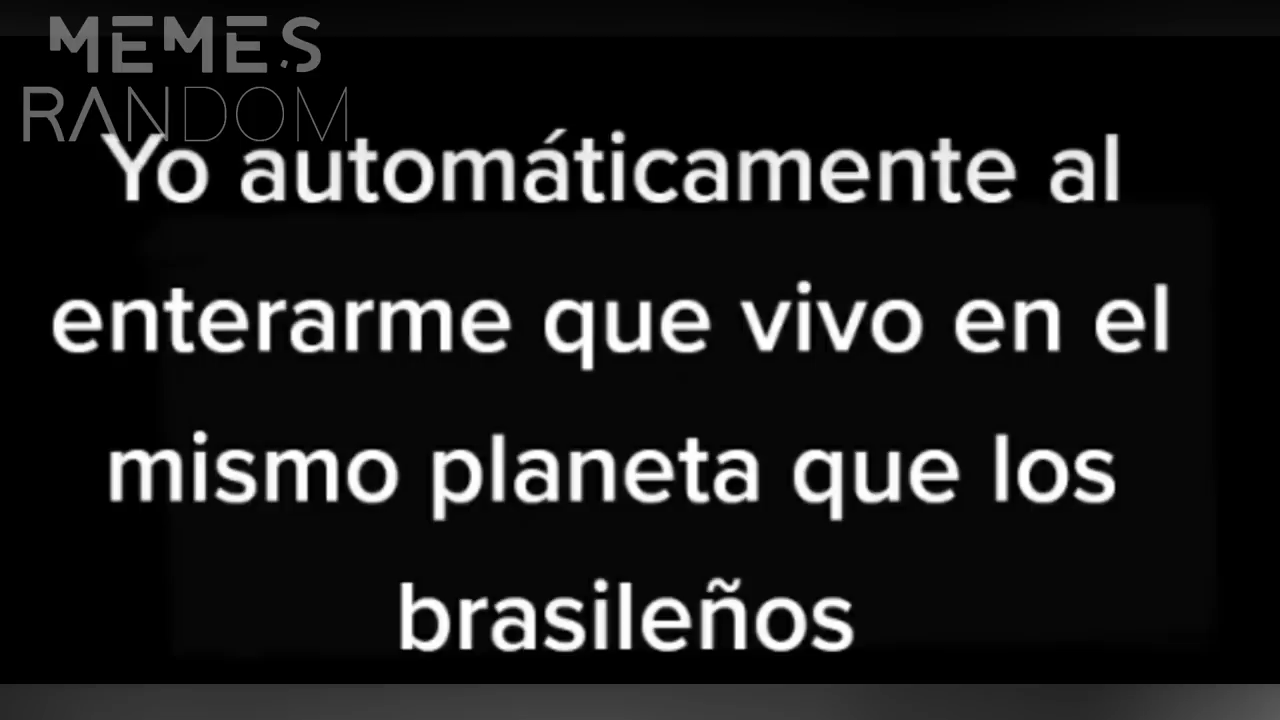 MEMES
RANDOM
Yo automáticamente al
enterarme que vivo en el
mismo planeta que los
brasileños